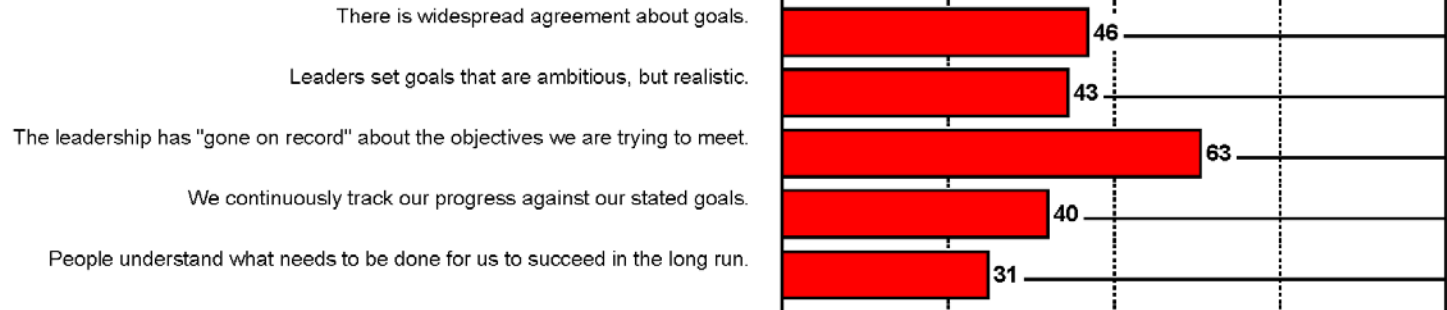 There is widespread agreement about goals.
46
Leaders set goals that are ambitious, but realistic.
43
The leadership has "gone on record" about the objectives we are trying to meet.
63
We continuously track our progress against our stated goals.
40
People understand what needs to be done for us to succeed in the long run.
31